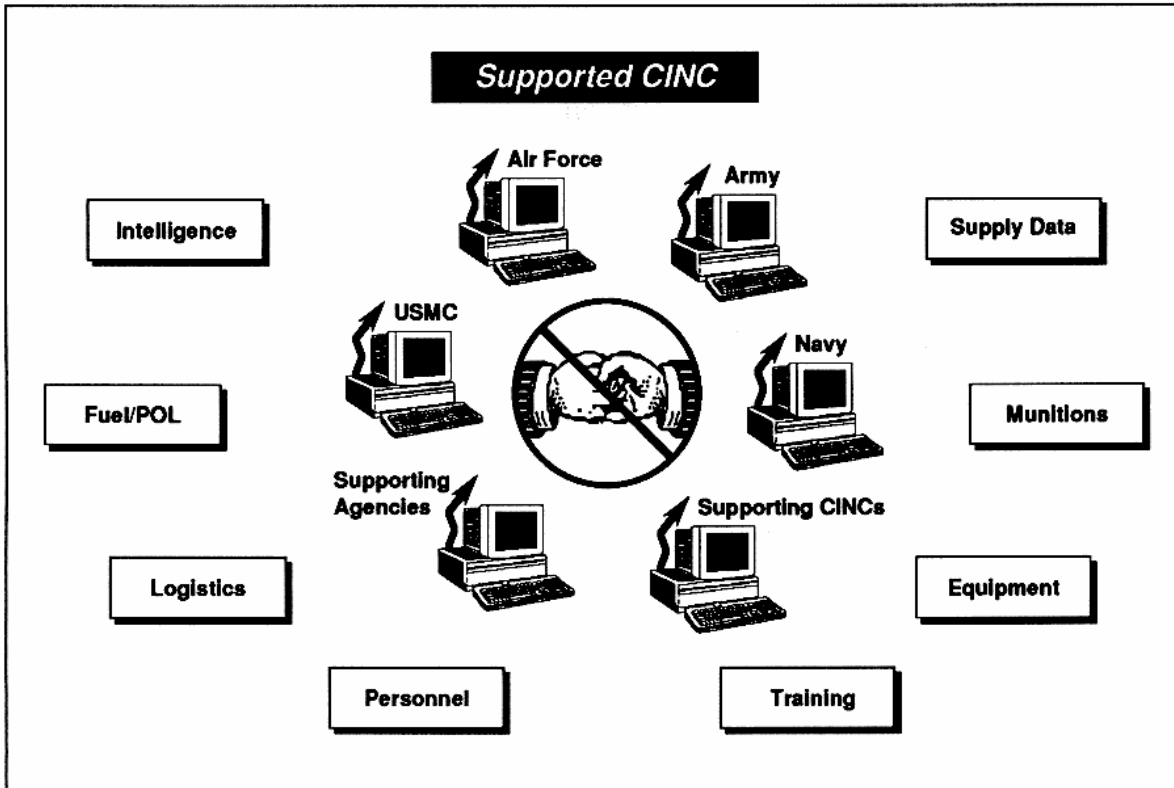 Supported CINC
Air Force
Army
Intelligence
Supply Data
USMC
Navy
Fuel/POL
Munitions
Supporting
Agencies
Supporting CINCs
Logistics
Equipment
Personnel
Training